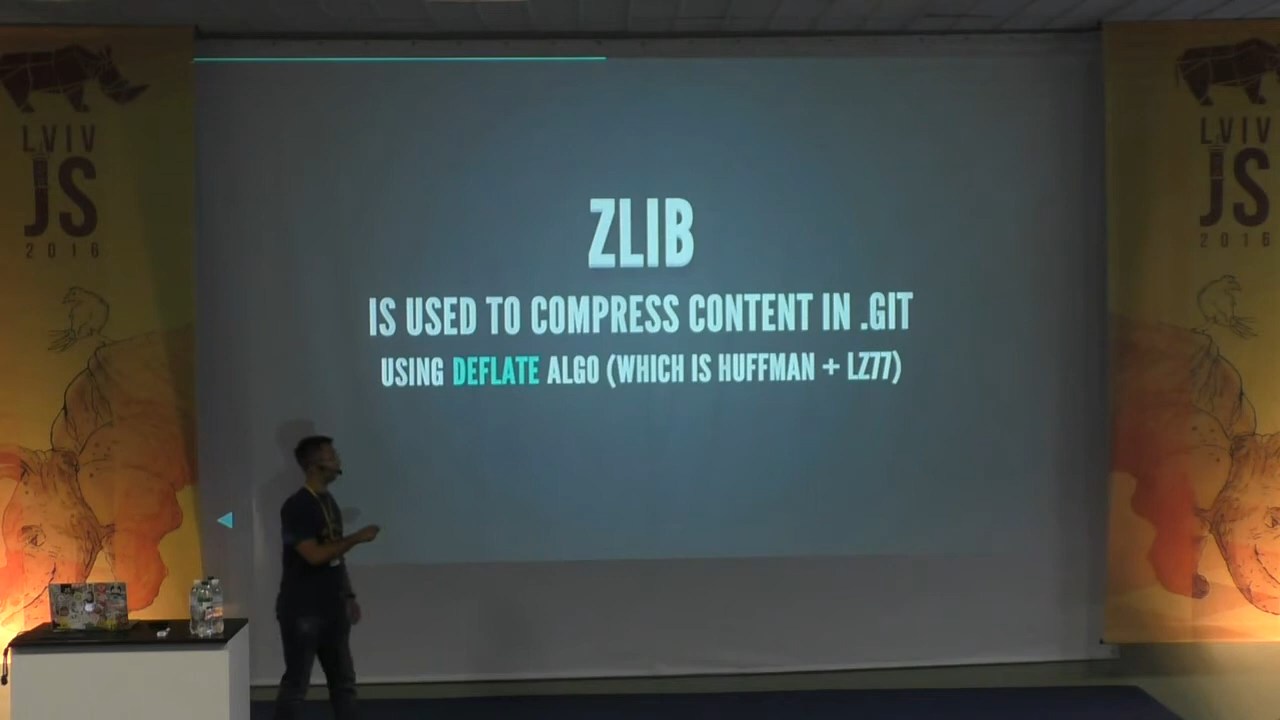 LVIV
JS
2016
ZLIB
IS USED TO COMPRESS CONTENT IN .GIT
USING DEFLATE ALGO (WHICH IS HUFFMAN + LZ77)
LVIV
JS
2016